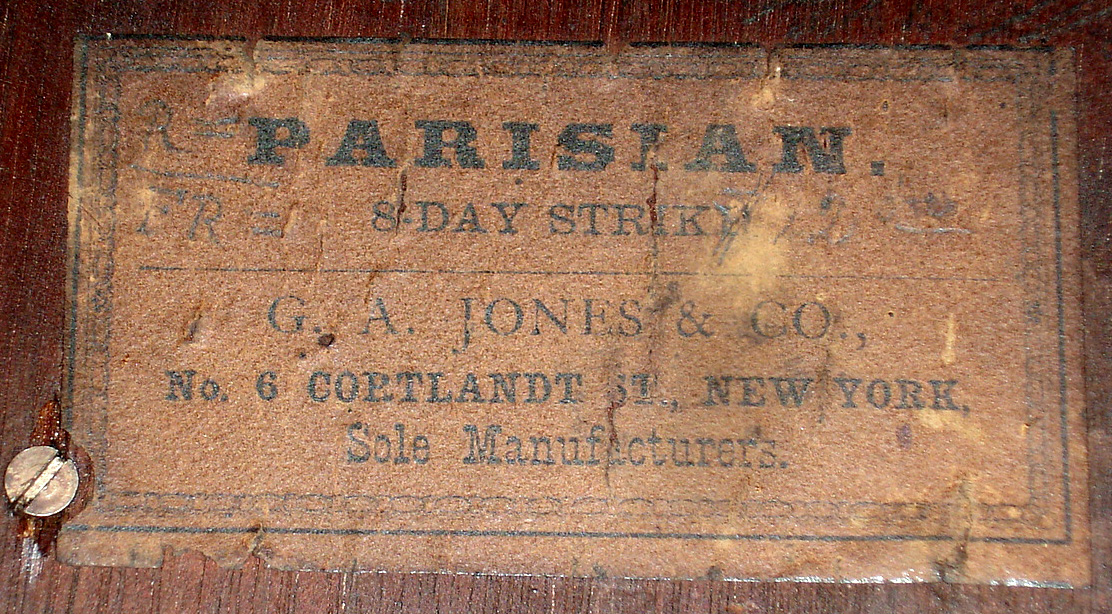 PARISIAN.
8-DAY STRIKE
G. A. JONES & CO.,
No. 6 CORTLANDT ST., NEW YORK,
Sole Manufacturers.